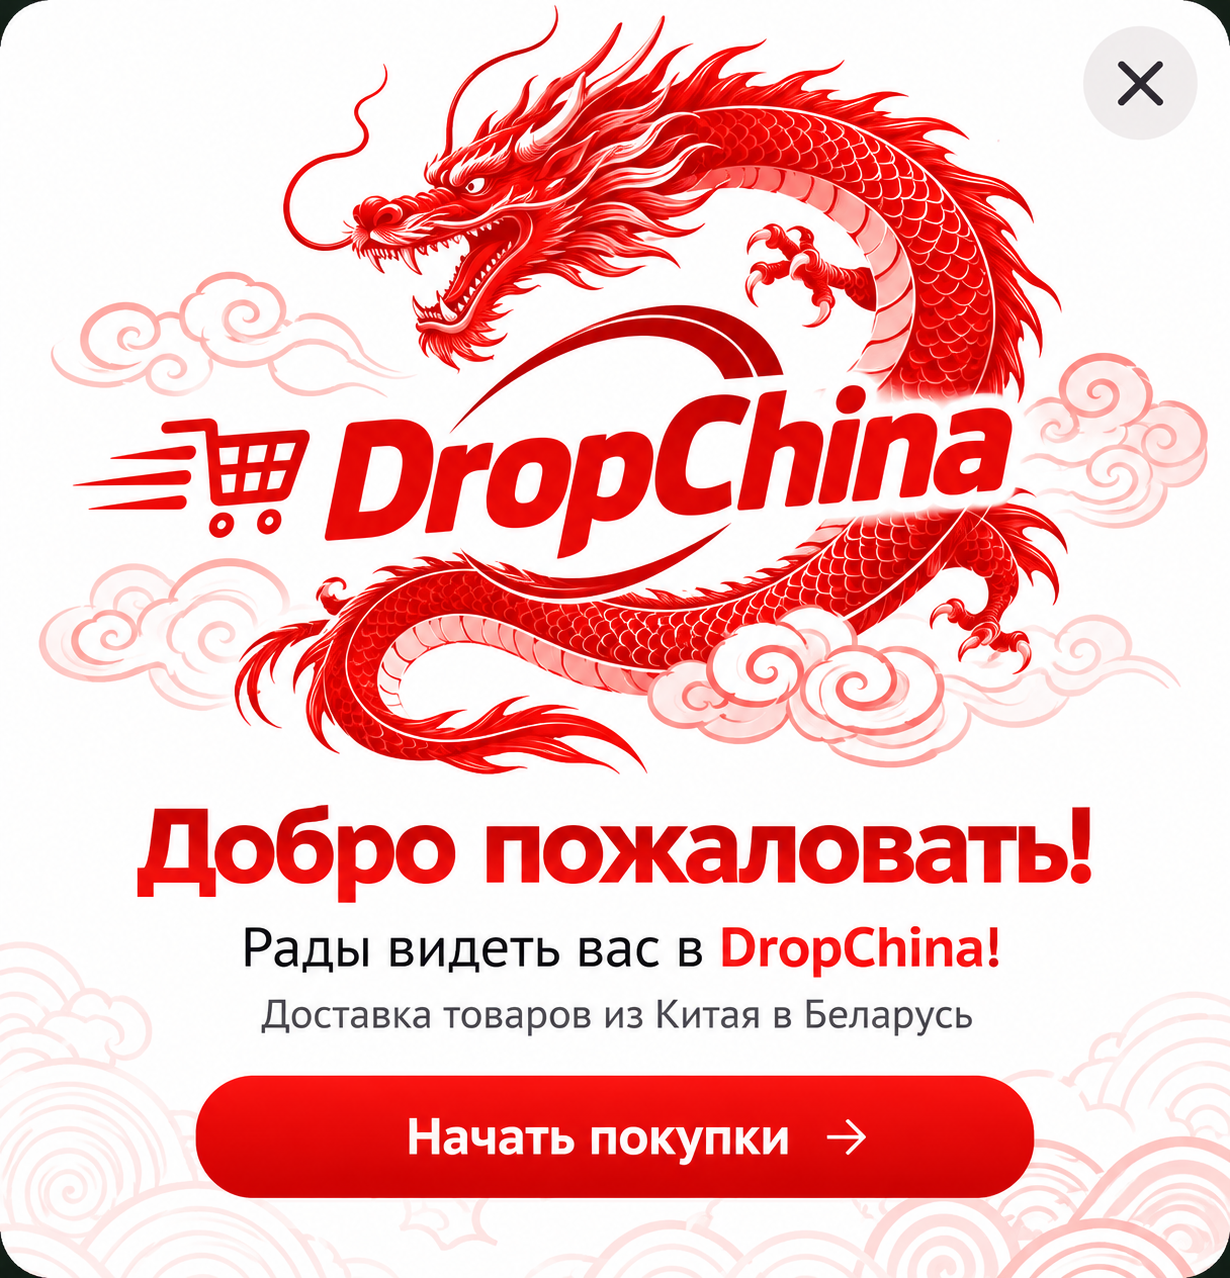 DropChina
Добро пожаловать!
Рады видеть вас в DropChina!
Доставка товаров из Китая в Беларусь
Начать покупки →